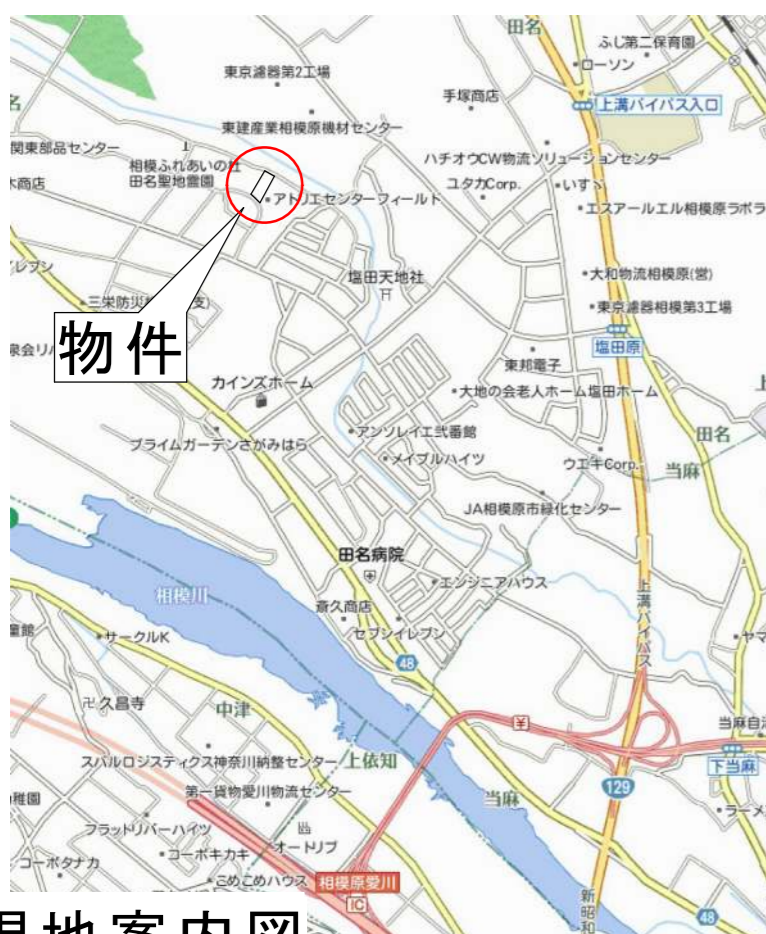 田名
ふじ第二保育園
ローソン
東京濾器第2工場
手塚商店
上溝バイパス入口
名
東建産業相模原機材センター
関東部品センター
ハチオウCW物流ソリューションセンター
相模ふれあいの杜
田名聖地霊園
木商店
ユタカCorp.
いすゞ
アトリエセンターフィールド
エスアールエル相模原ラボラ
イレブン
塩田天地社
大和物流相模原(営)
三栄防災
支)
東京濾器相模第3工場
物件
塩田原
泉会リハ
東邦電子
カインズホーム
大地の会老人ホーム塩田ホーム
上
アンソレイエ弐番館
田名
プライムガーデンさがみはら
メイプルハイツ
ウエキCorp.
当麻
JA相模原市緑化センター
田名病院
エンジニアハウス
相模川
斎久商店
上溝バイパス
童館
サークルK
セブンイレブン
ヤマ
48
卍久昌寺
中津
¥
当麻自治
スバルロジスティクス神奈川納整センター
上依知
下当麻
129
稚園
第一貨物愛川物流センター
当麻
フラットリバーハイツ
ラーメ
オートリブ
コーポタナカ
コーポキカキ
こめこめハウス
相模原愛川
IC
新昭和
48
現地案内図